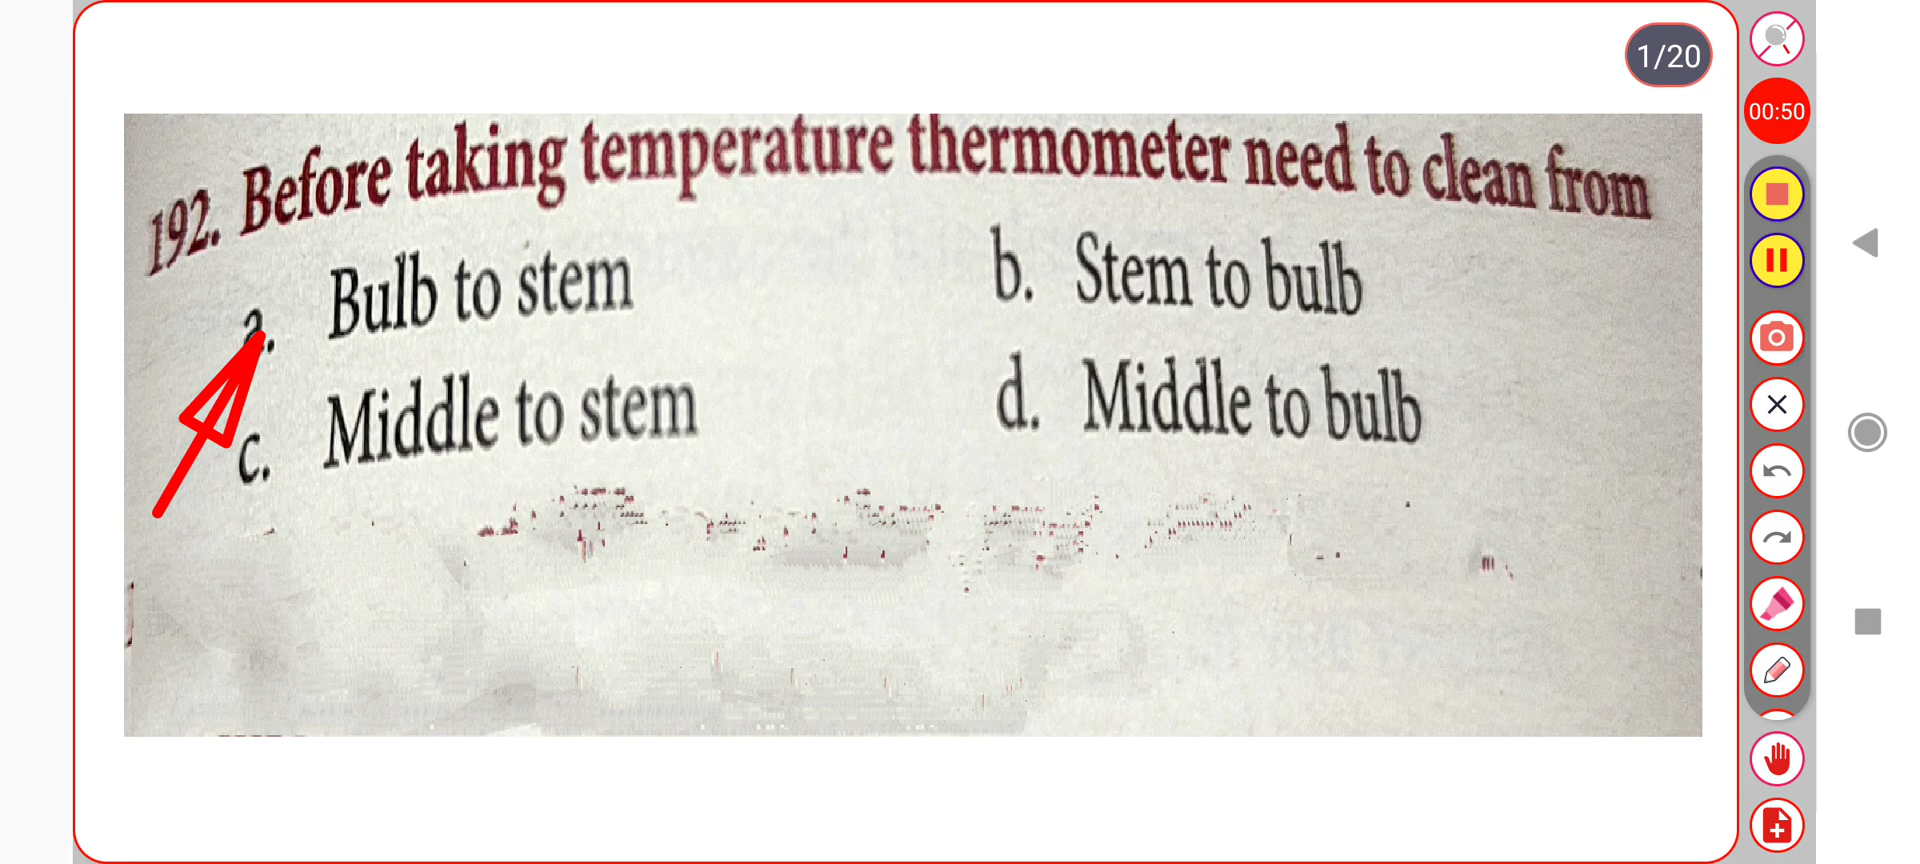 1/20
00:50
192. Before taking temperature thermometer need to clean from
a. Bulb to stem b. Stem to bulb
c. Middle to stem d. Middle to bulb